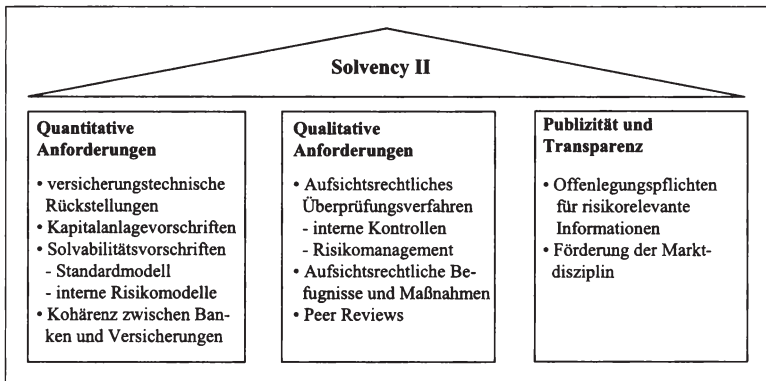 Solvency II
Quantitative
Anforderungen
• versicherungstechnische
Rückstellungen
• Kapitalanlagevorschriften
• Solvabilitätsvorschriften
- Standardmodell
- interne Risikomodelle
• Kohärenz zwischen Ban-
ken und Versicherungen
Qualitative
Anforderungen
• Aufsichtsrechtliches
Überprüfungsverfahren
- interne Kontrollen
- Risikomanagement
• Aufsichtsrechtliche Be-
fugnisse und Maßnahmen
• Peer Reviews
Publizität und
Transparenz
• Offenlegungspflichten
für risikorelevante
Informationen
• Förderung der Markt-
disziplin